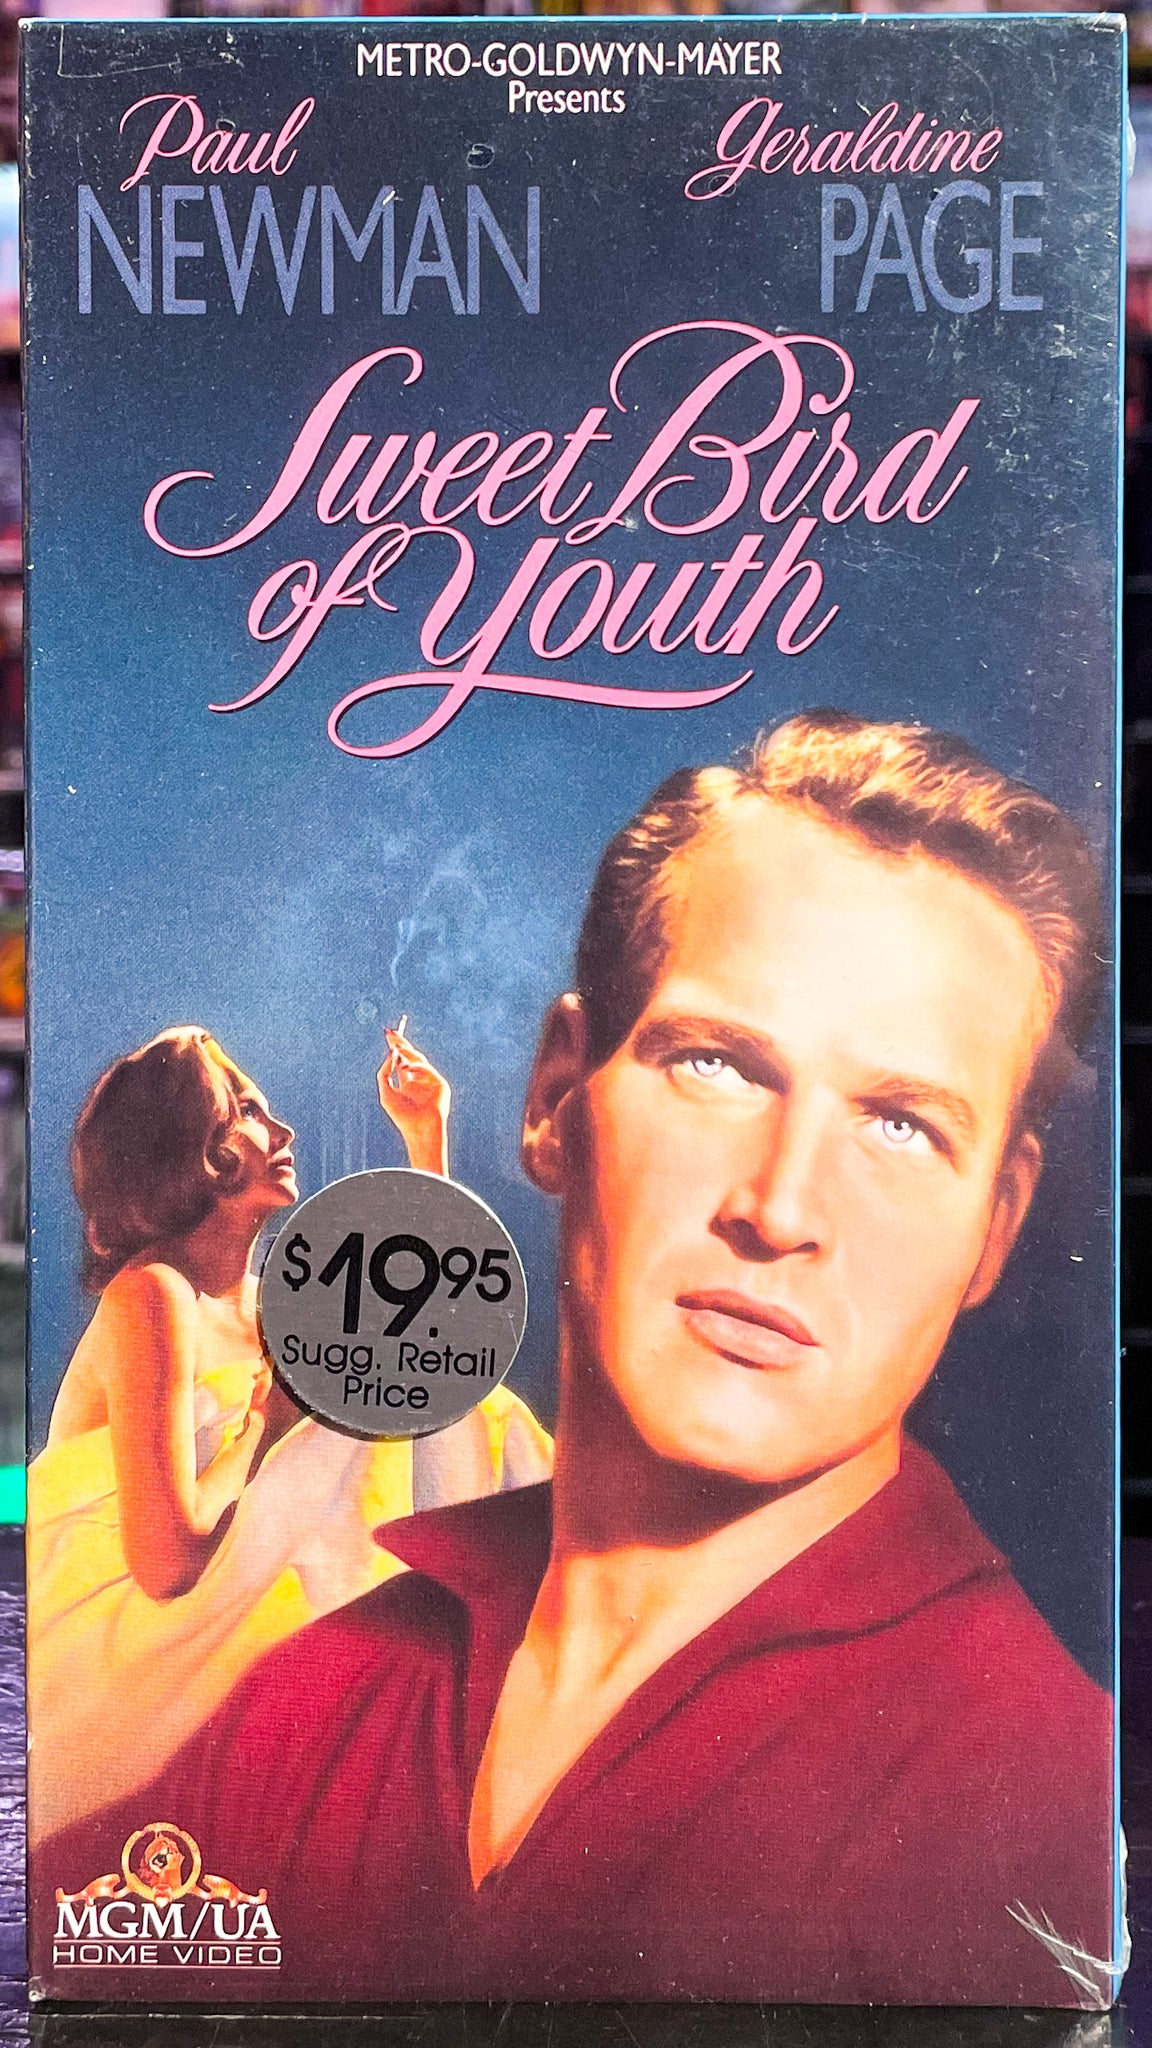 METRO-GOLDWYN-MAYER
Presents
Paul
NEWMAN
Geraldine
PAGE
Sweet Bird
of Youth
$19.95
Sugg. Retail
Price
MGM/UA
HOME VIDEO